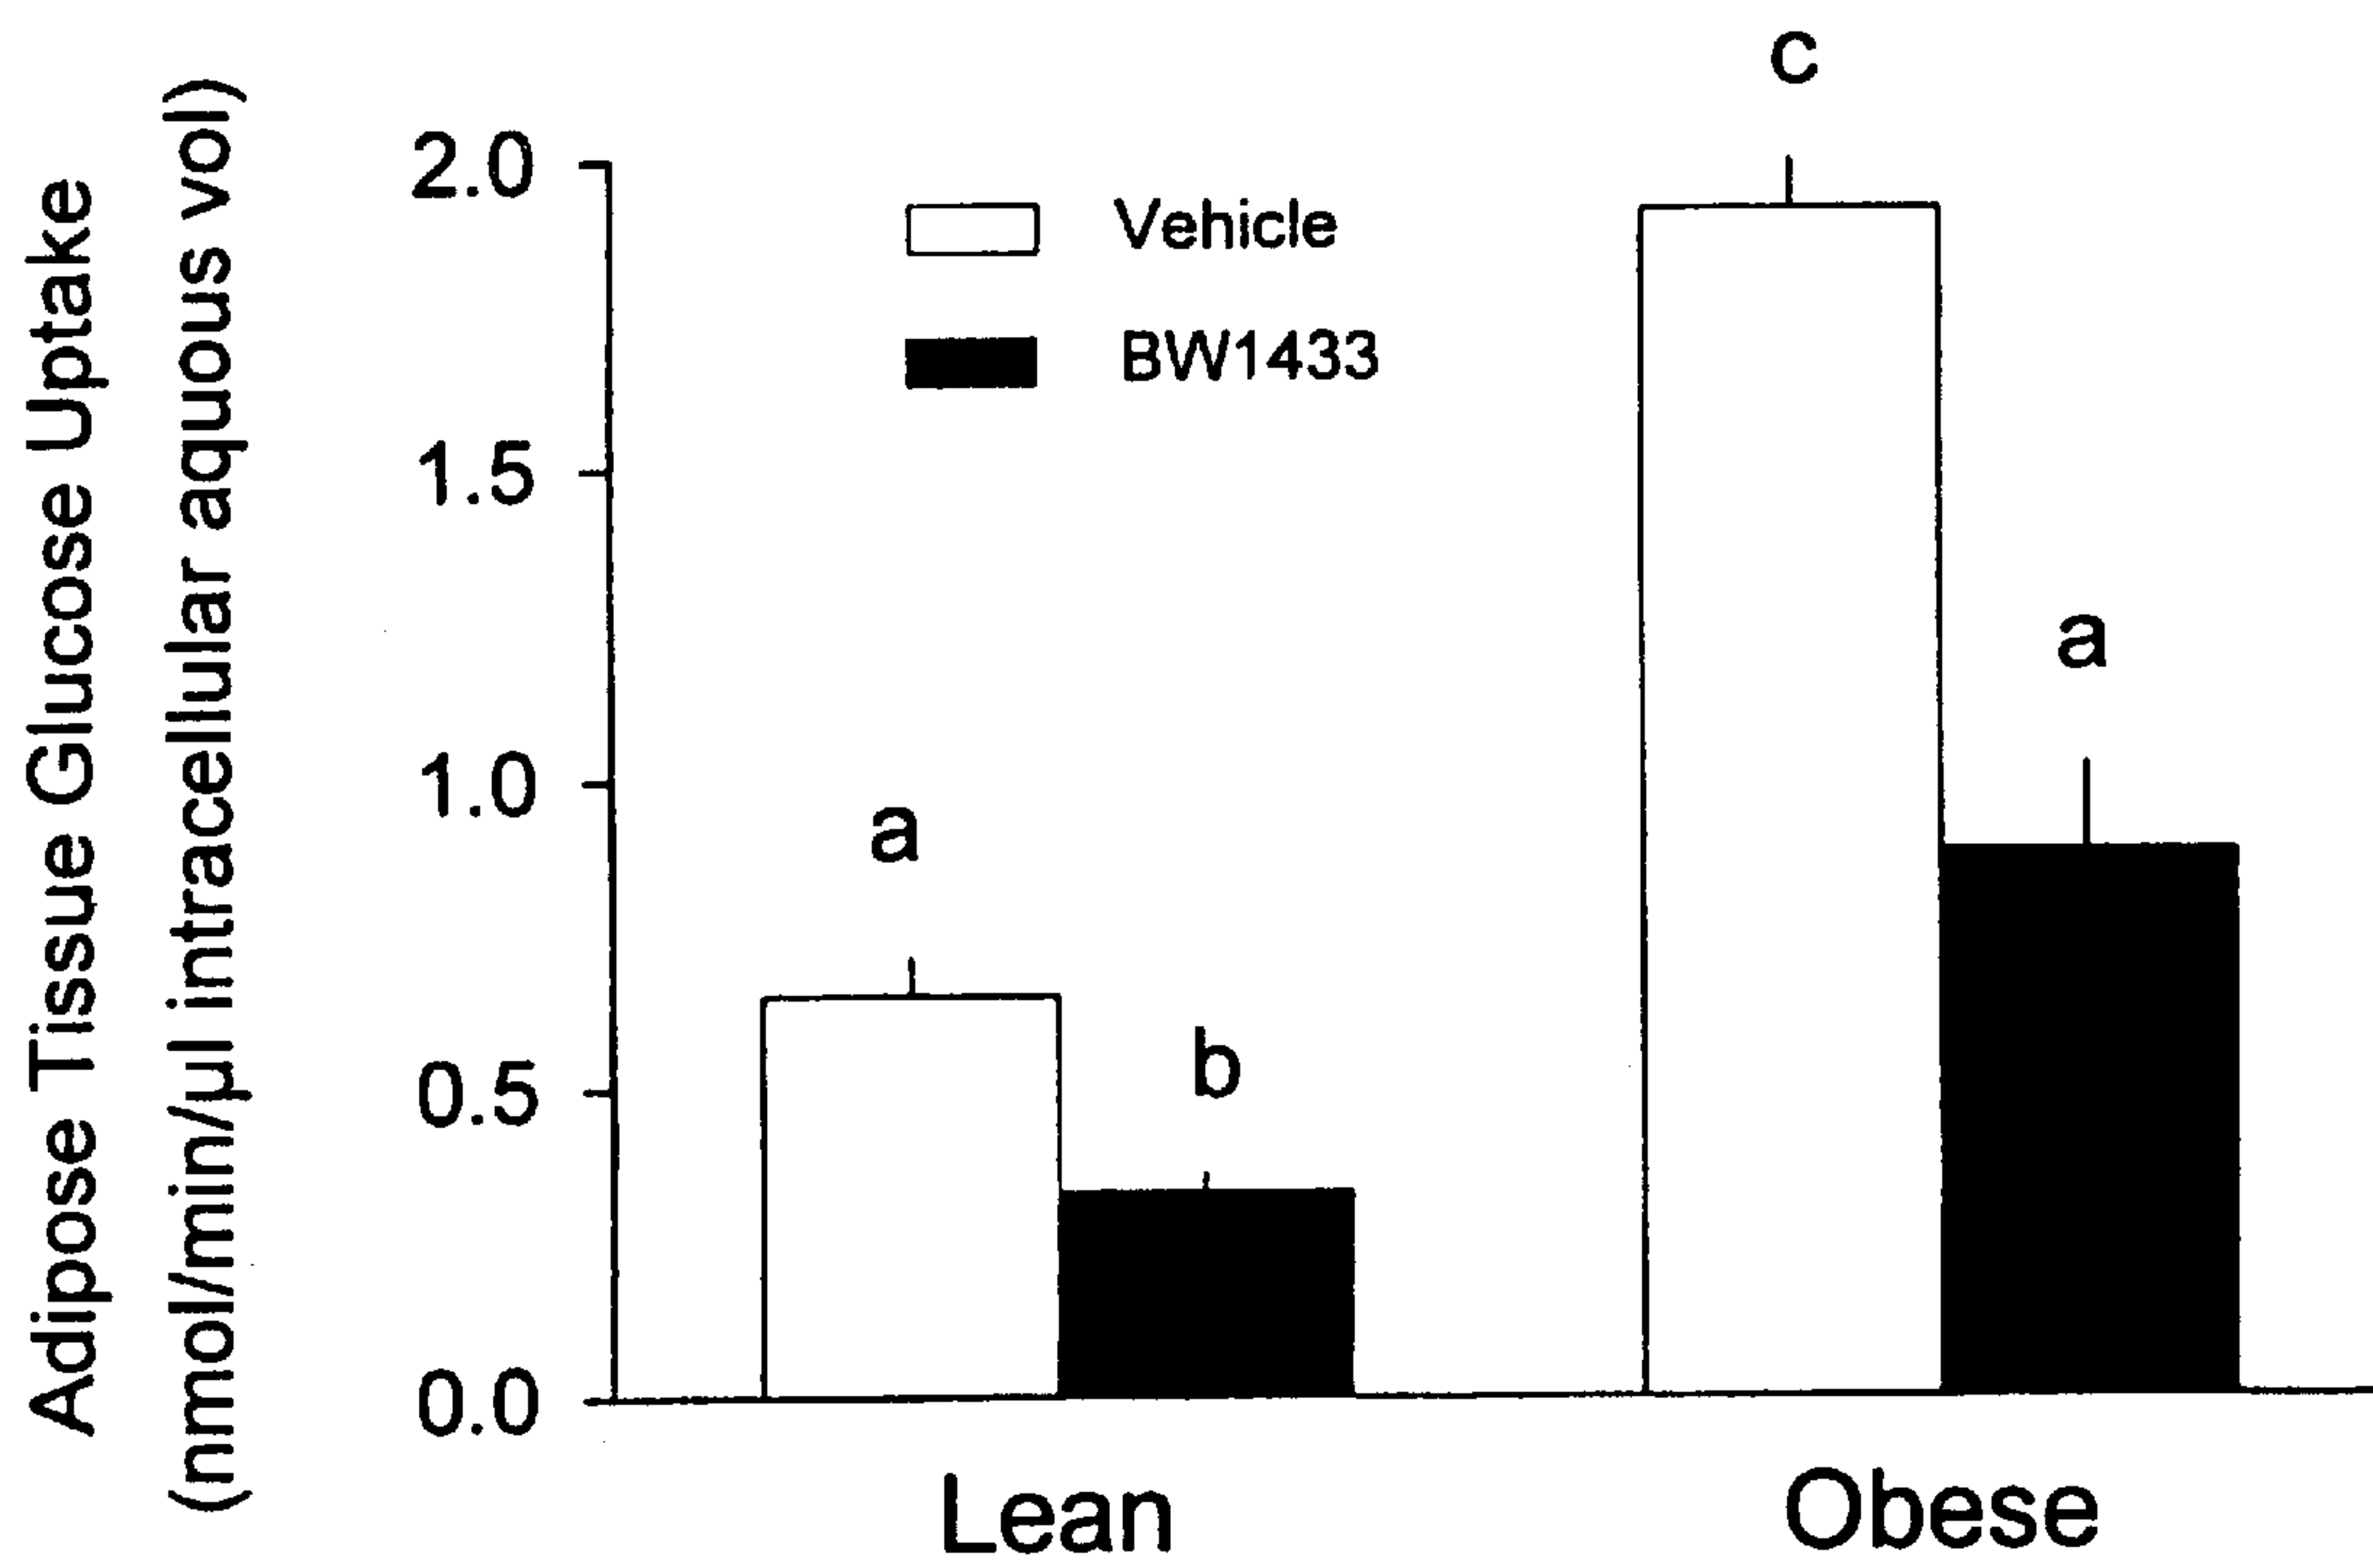 Adipose Tissue Glucose Uptake
(nmol/min/µl intracellular aquous vol)
2.0
1.5
1.0
0.5
0.0
Vehicle
BW1433
a
b
c
a
Lean
Obese